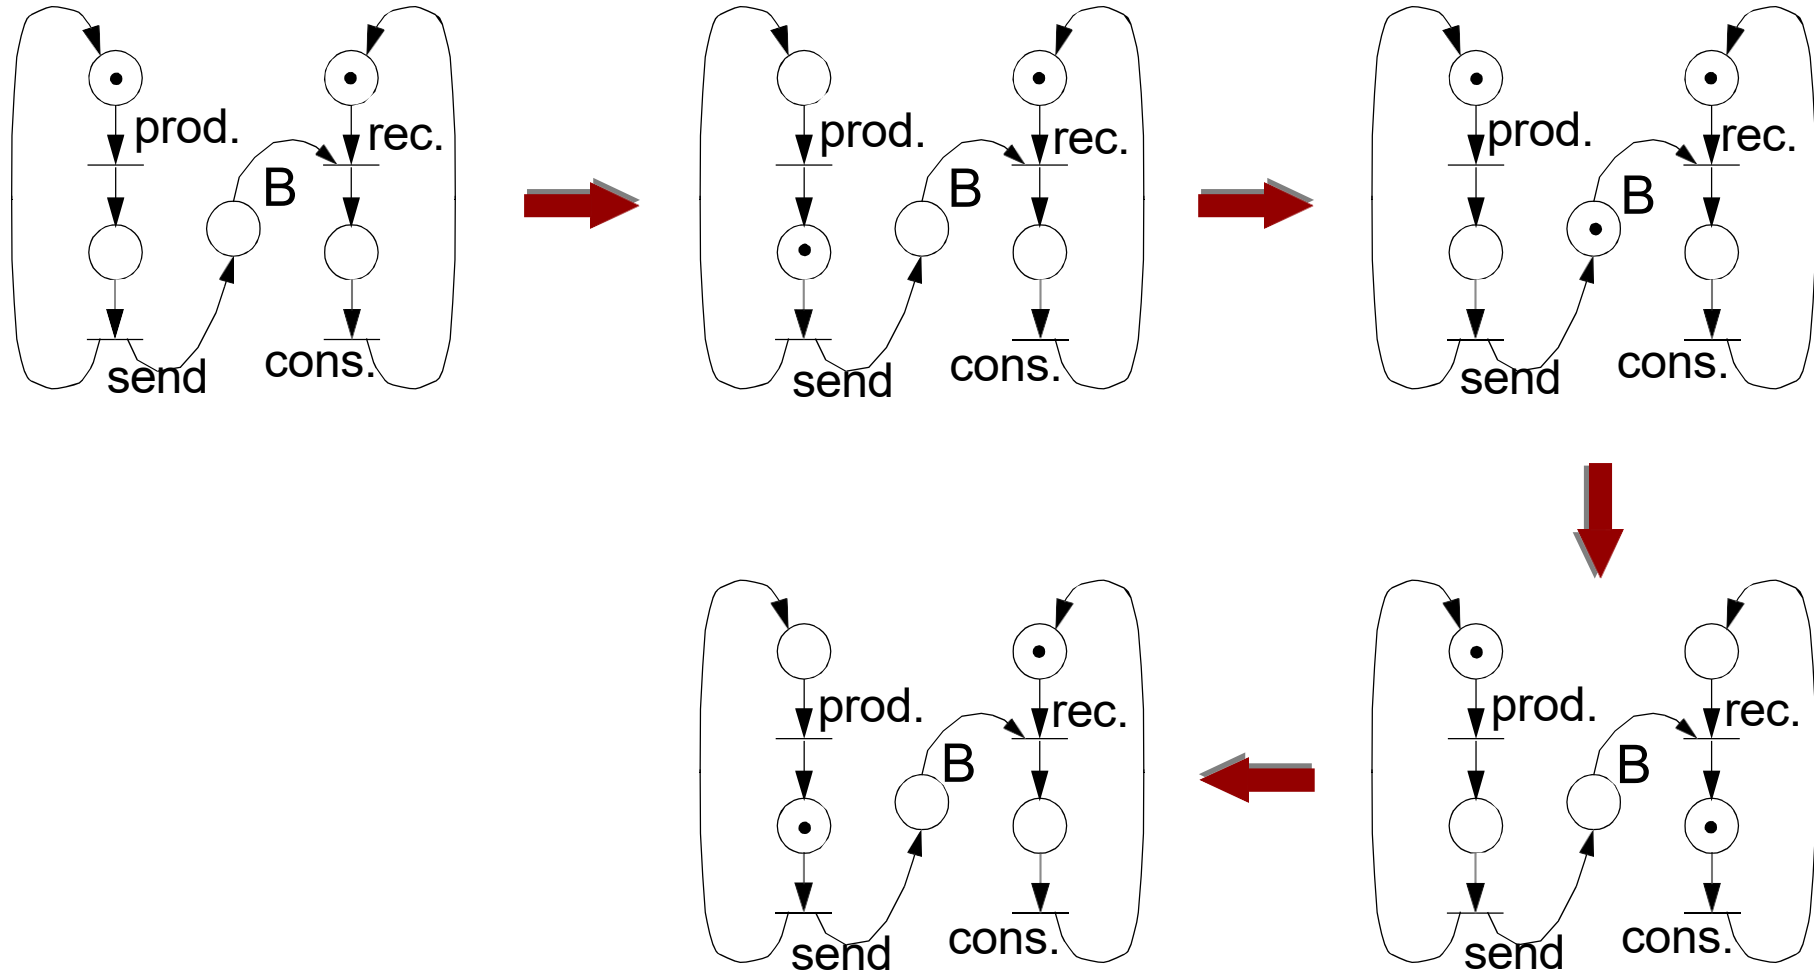 prod.
rec.
B
send
cons.
prod.
rec.
B
send
cons.
prod.
rec.
B
send
cons.
prod.
rec.
B
send
cons.
prod.
rec.
B
send
cons.